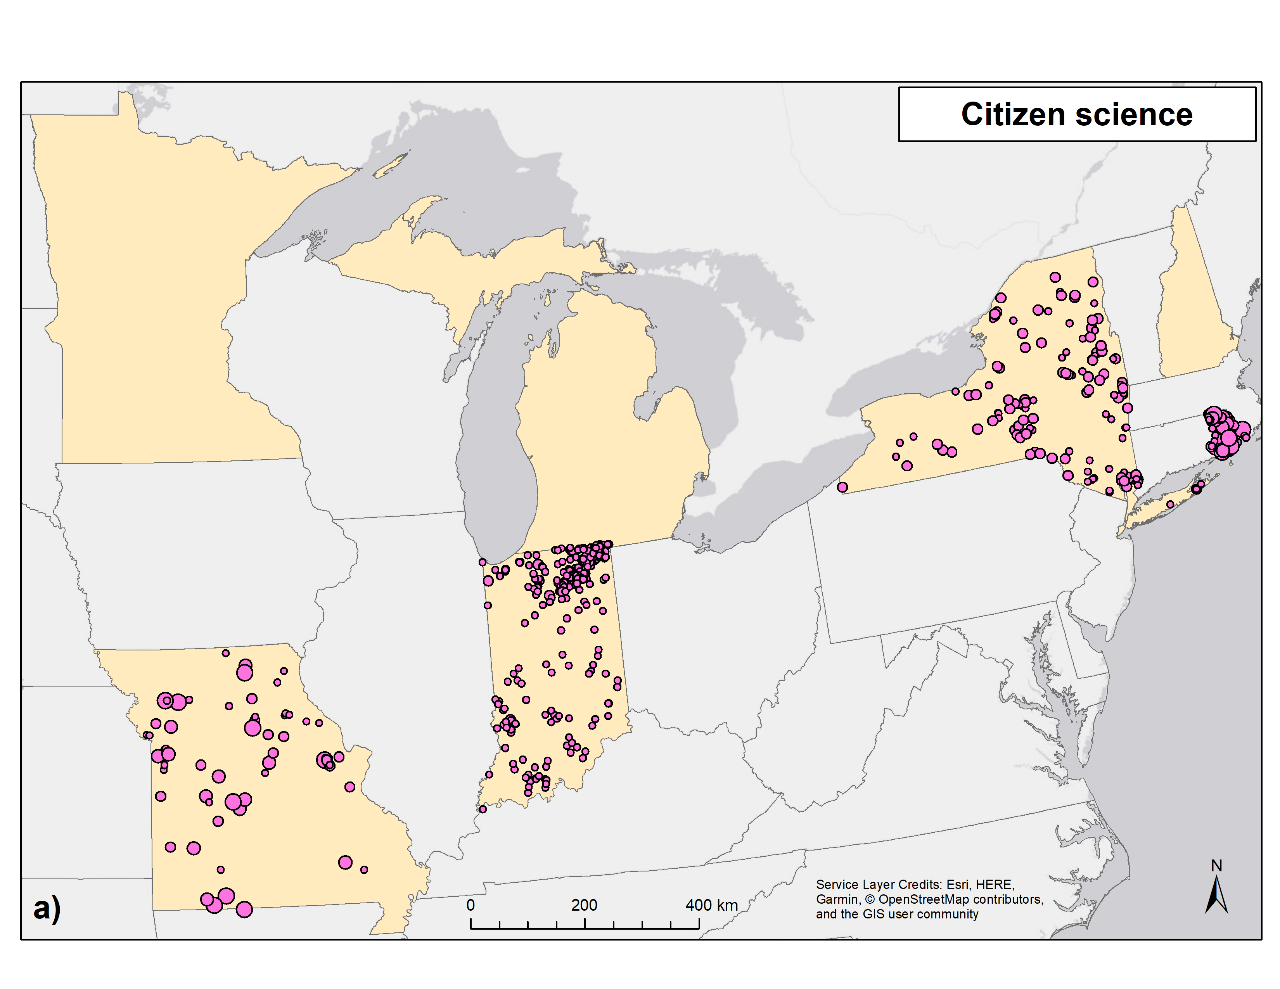 Citizen science
a)
0 200 400 km
Service Layer Credits: Esri, HERE,
Garmin, © OpenStreetMap contributors,
and the GIS user community
N